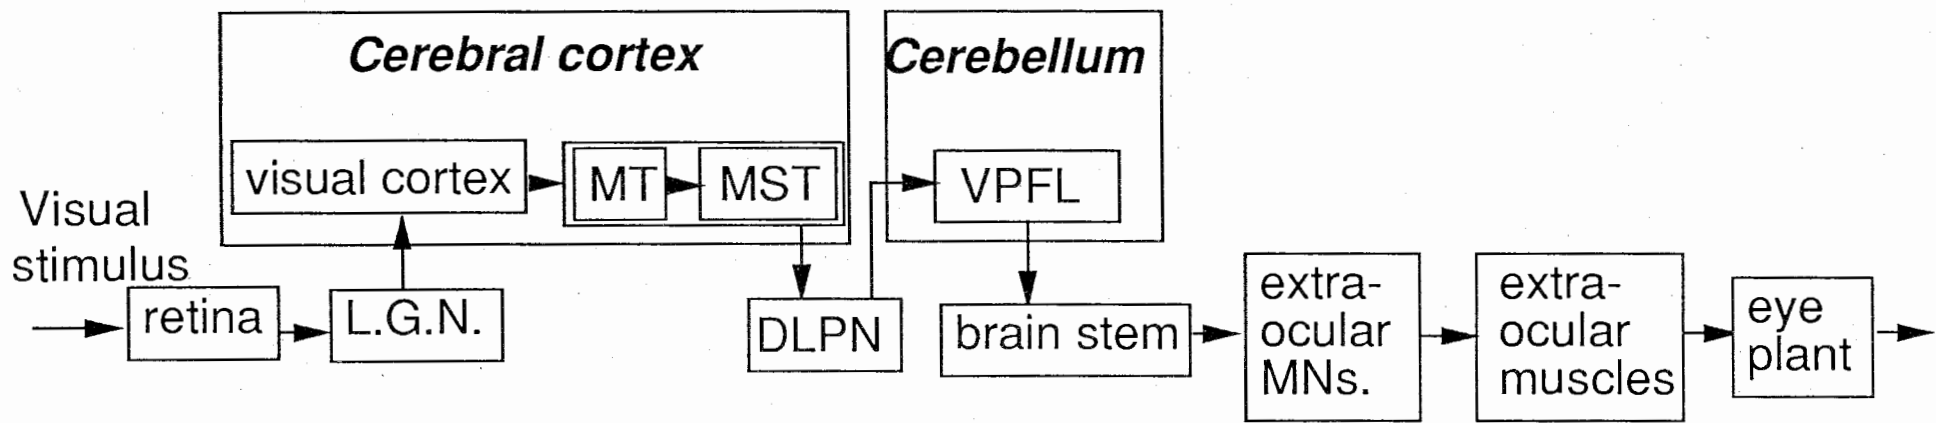 Cerebral cortex
Cerebellum
visual cortex
MT
MST
VPFL
Visual
stimulus
retina
L.G.N.
DLPN
brain stem
extra-
ocular
MNs.
extra-
ocular
muscles
eye
plant